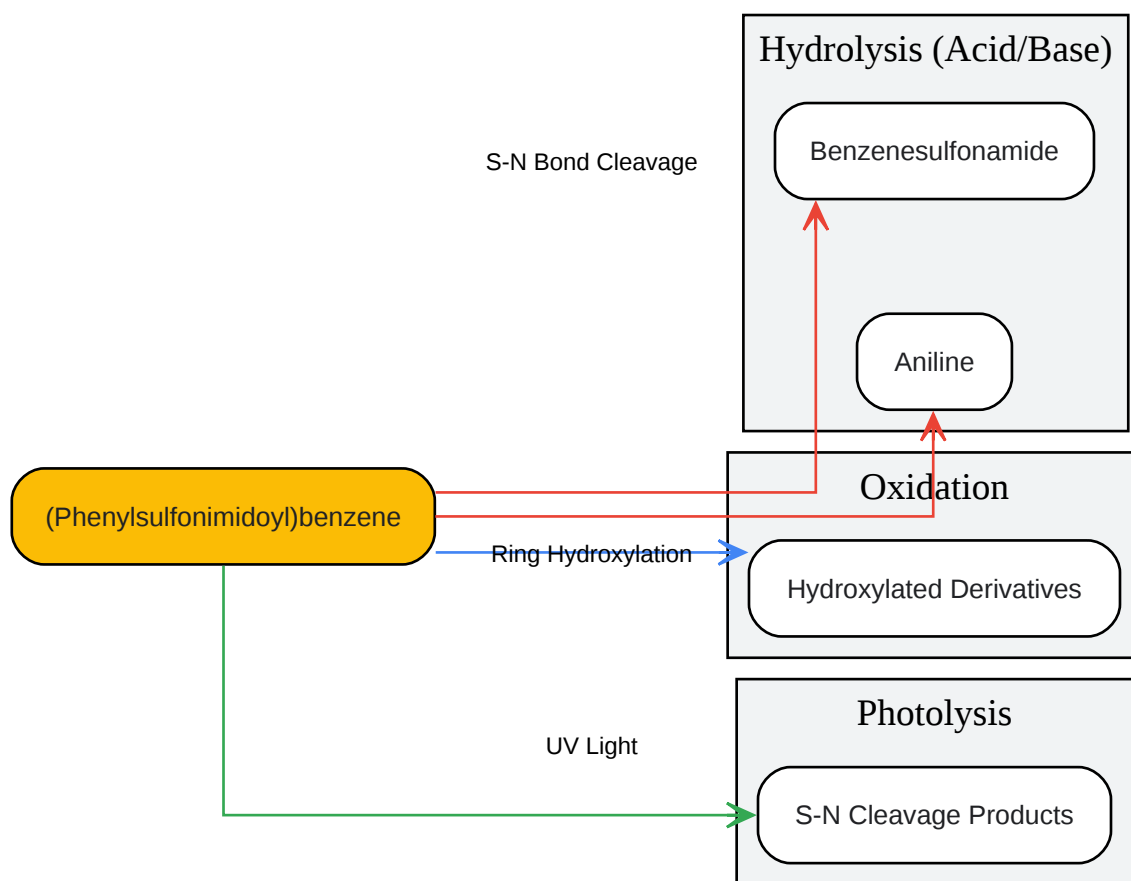 Hydrolysis (Acid/Base)
Benzenesulfonamide
S-N Bond Cleavage
Aniline
Oxidation
(Phenylsulfonimidoyl)benzene
Ring Hydroxylation
Hydroxylated Derivatives
Photolysis
UV Light
S-N Cleavage Products